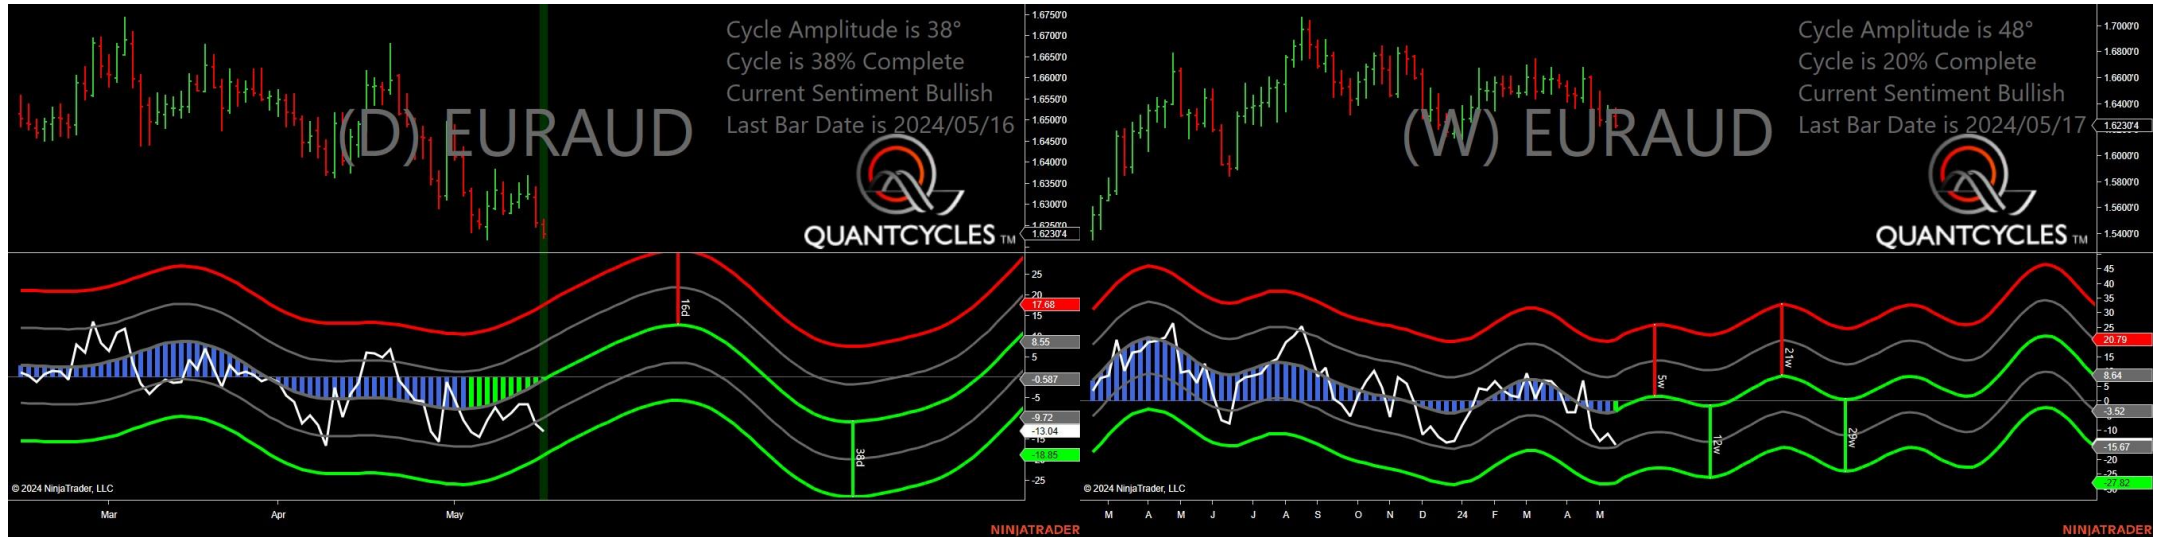 Cycle Amplitude is 38°
Cycle is 38% Complete
Current Sentiment Bullish
Last Bar Date is 2024/05/16
(D) EURAUD
QUANTCYCLES TM
1.6750'0
1.6700'0
1.6650'0
1.6600'0
1.6550'0
1.6500'0
1.6450'0
1.6400'0
1.6350'0
1.6300'0
1.6230'4
25
20
17.68
15
8.55
5
-0.587
-5
-9.72
-13.04
-15
-18.85
-25
16d
38d
© 2024 NinjaTrader, LLC
Mar Apr May
NINJATRADER
Cycle Amplitude is 48°
Cycle is 20% Complete
Current Sentiment Bullish
Last Bar Date is 2024/05/17
(W) EURAUD
QUANTCYCLES TM
1.7000'0
1.6800'0
1.6600'0
1.6400'0
1.6230'4
1.6000'0
1.5800'0
1.5600'0
1.5400'0
45
40
35
30
25
20.79
15
8.64
5
0
-3.52
-10
-15.67
-20
-25
-27.82
5w
12w
21w
29w
© 2024 NinjaTrader, LLC
M A M J J A S O N D 24 F M A M
NINJATRADER